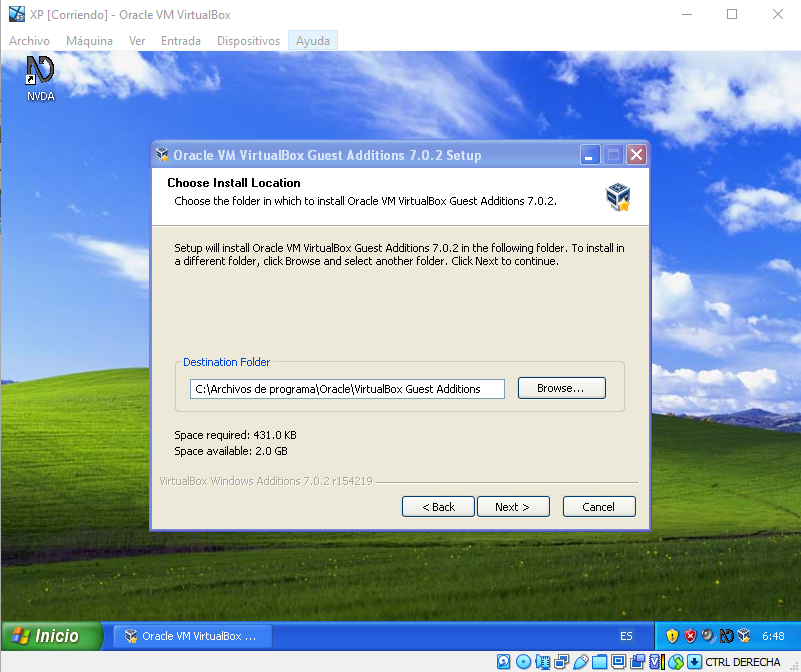 XP [Corriendo] - Oracle VM VirtualBox
Archivo Máquina Ver Entrada Dispositivos Ayuda
NVDA
Oracle VM VirtualBox Guest Additions 7.0.2 Setup
Choose Install Location
Choose the folder in which to install Oracle VM VirtualBox Guest Additions 7.0.2.
Setup will install Oracle VM VirtualBox Guest Additions 7.0.2 in the following folder. To install in
a different folder, click Browse and select another folder. Click Next to continue.
Destination Folder
C:\Archivos de programa\Oracle\VirtualBox Guest Additions
Browse...
Space required: 431.0 KB
Space available: 2.0 GB
VirtualBox Windows Additions 7.0.2 r154219
< Back Next > Cancel
Inicio Oracle VM VirtualBox ... ES 6:48
CTRL DERECHA